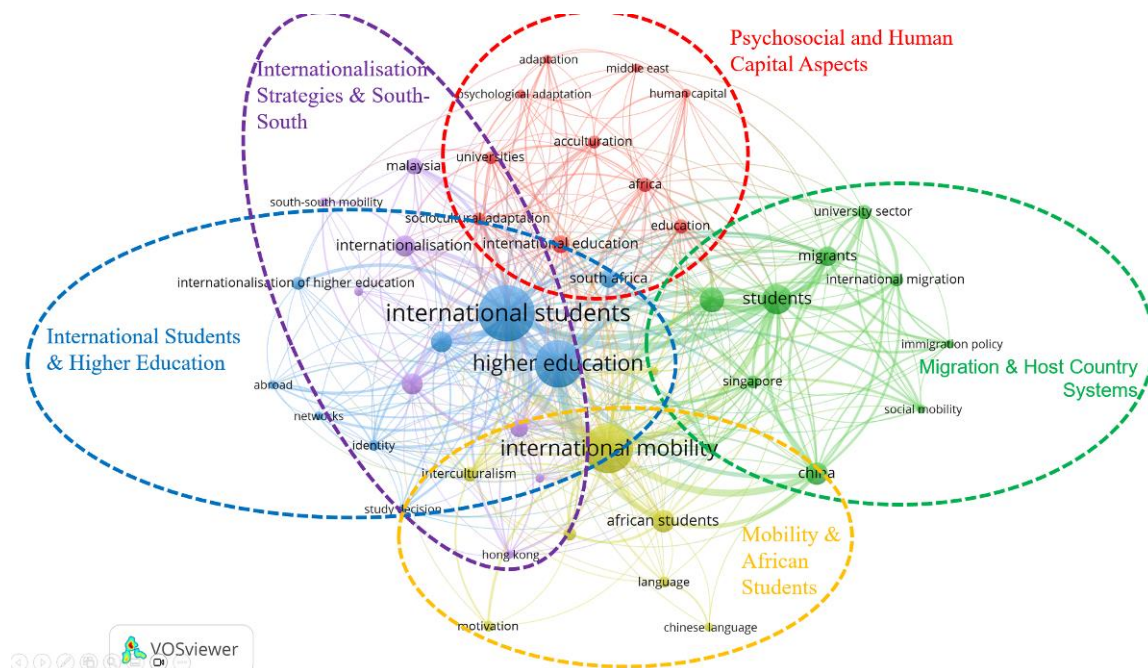 Psychosocial and Human
Capital Aspects
Internationalisation
Strategies & South-
South
adaptation
middle east
psychological adaptation
human capital
acculturation
universities
malaysia
africa
south-south mobility
sociocultural adaptation
education
university sector
internationalisation
international education
migrants
south africa
international migration
internationalisation of higher education
students
international students
International Students
& Higher Education
higher education
immigration policy
Migration & Host Country
Systems
abroad
singapore
social mobility
networks
identity
international mobility
interculturalism
china
study decision
african students
Mobility &
African
Students
hong kong
language
motivation
chinese language
VOSviewer